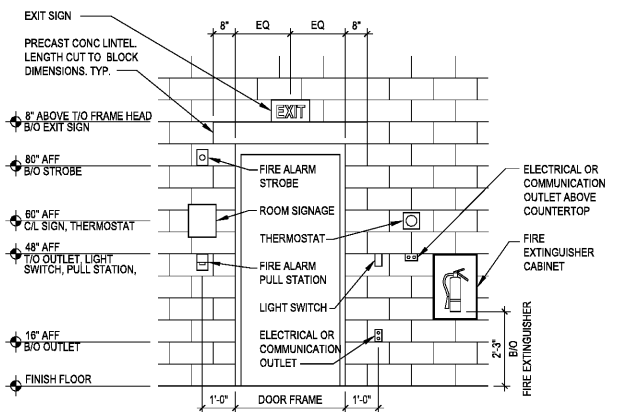 EXIT SIGN
8"
EQ
EQ
8"
PRECAST CONC LINTEL.
LENGTH CUT TO BLOCK
DIMENSIONS. TYP.
EXIT
8" ABOVE T/O FRAME HEAD
B/O EXIT SIGN
80" AFF
B/O STROBE
FIRE ALARM
STROBE
ELECTRICAL OR
COMMUNICATION
OUTLET ABOVE
COUNTERTOP
60" AFF
C/L SIGN, THERMOSTAT
ROOM SIGNAGE
THERMOSTAT
48" AFF
T/O OUTLET, LIGHT
SWITCH, PULL STATION,
FIRE ALARM
PULL STATION
FIRE
EXTINGUISHER
CABINET
LIGHT SWITCH
16" AFF
B/O OUTLET
ELECTRICAL OR
COMMUNICATION
OUTLET
2'-3"
B/O
FIRE EXTINGUISHER
FINISH FLOOR
1'-0"
DOOR FRAME
1'-0"